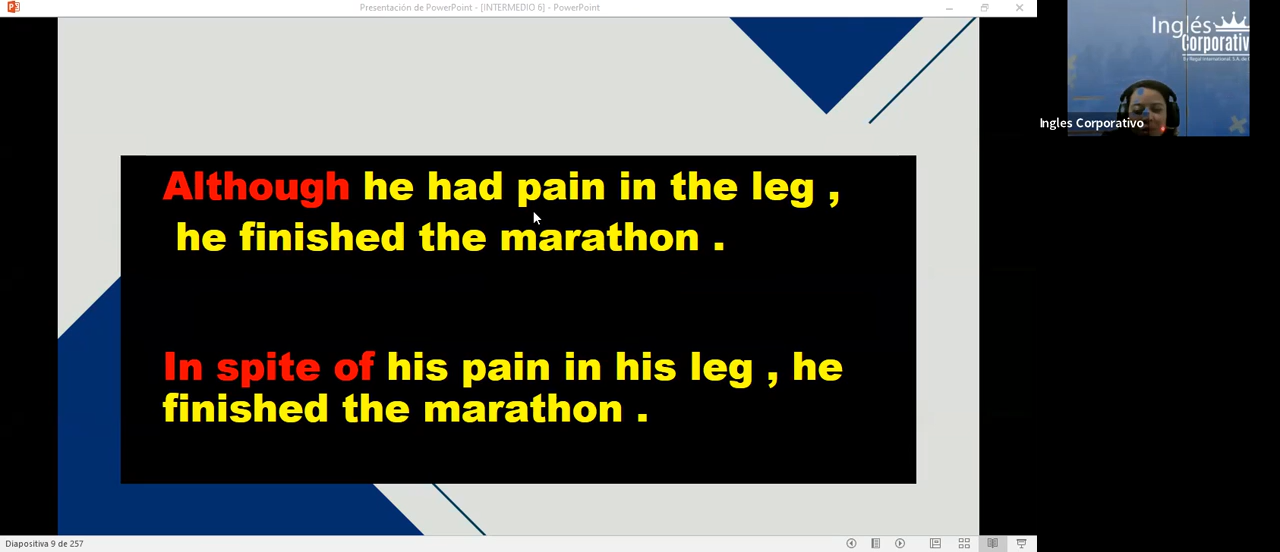 Presentación de PowerPoint - [INTERMEDIO 6] - PowerPoint
Although he had pain in the leg ,
he finished the marathon .
In spite of his pain in his leg , he
finished the marathon .
Diapositiva 9 de 257
Inglés
Corporativ
Ingles Corporativo